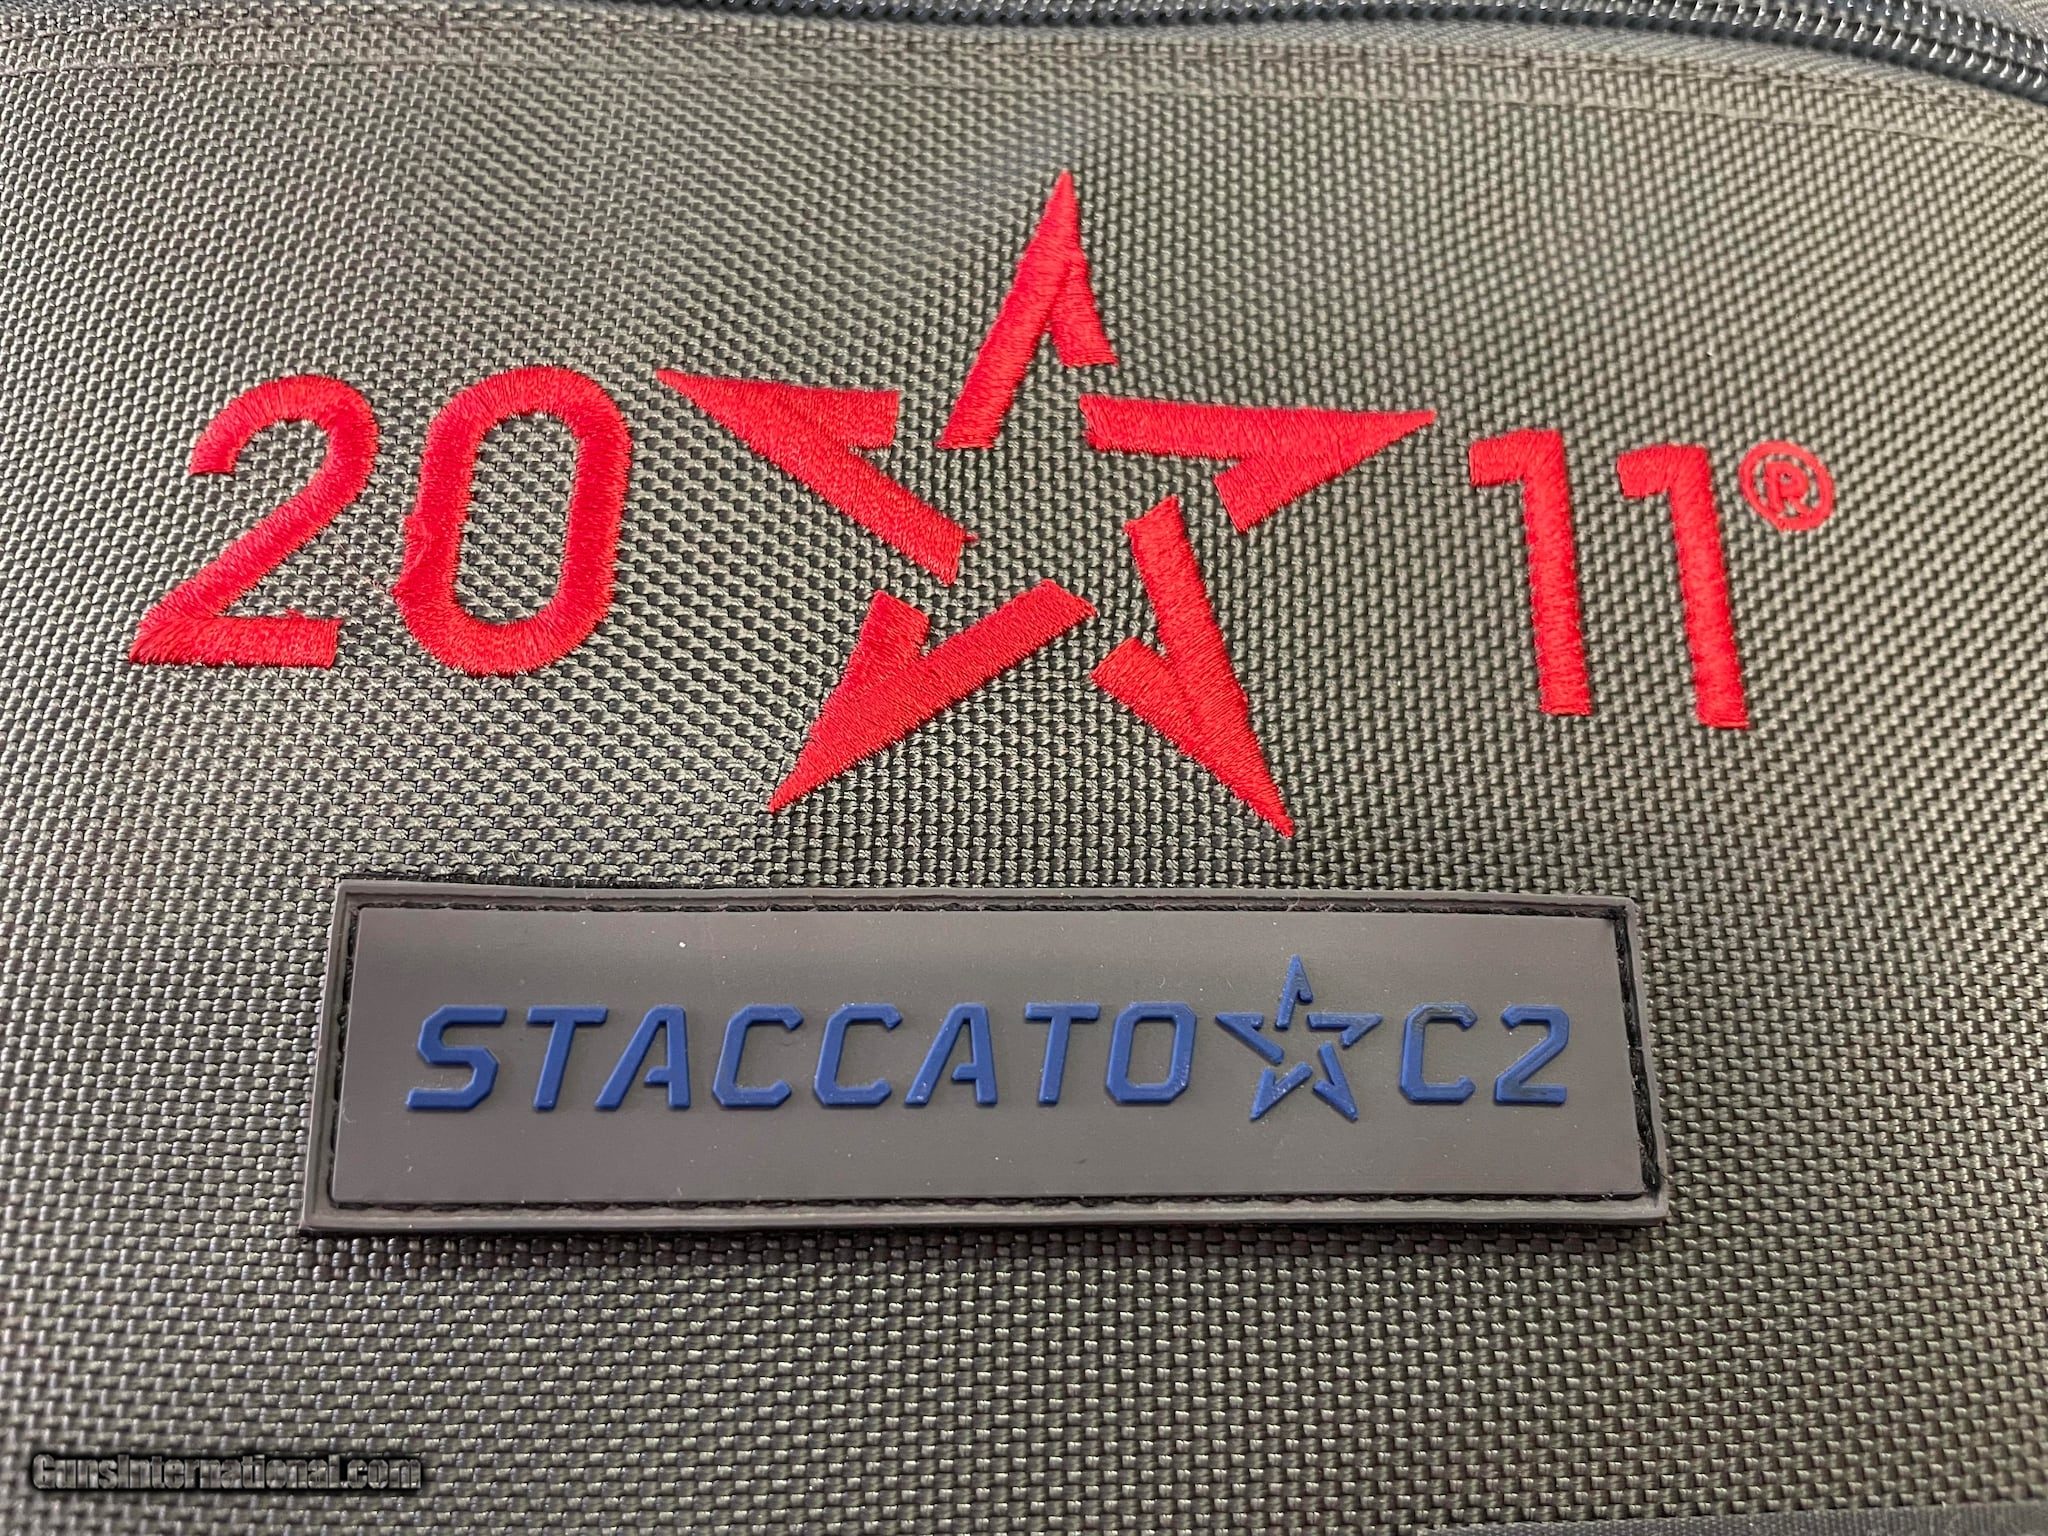 20 11®
STACCATO C2
GunsInternational.com